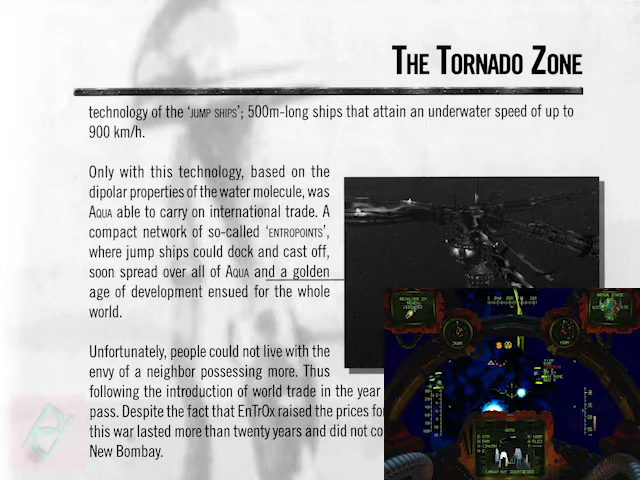 THE TORNADO ZONE
technology of the 'JUMP SHIPS'; 500m-long ships that attain an underwater speed of up to
900 km/h.
Only with this technology, based on the
dipolar properties of the water molecule, was
AQUA able to carry on international trade. A
compact network of so-called 'ENTROPOINTS',
where jump ships could dock and cast off,
soon spread over all of AQUA and a golden
age of development ensued for the whole
world.
Unfortunately, people could not live with the
envy of a neighbor possessing more. Thus
following the introduction of world trade in the year
pass. Despite the fact that EnTrOx raised the prices for
this war lasted more than twenty years and did not co
New Bombay.